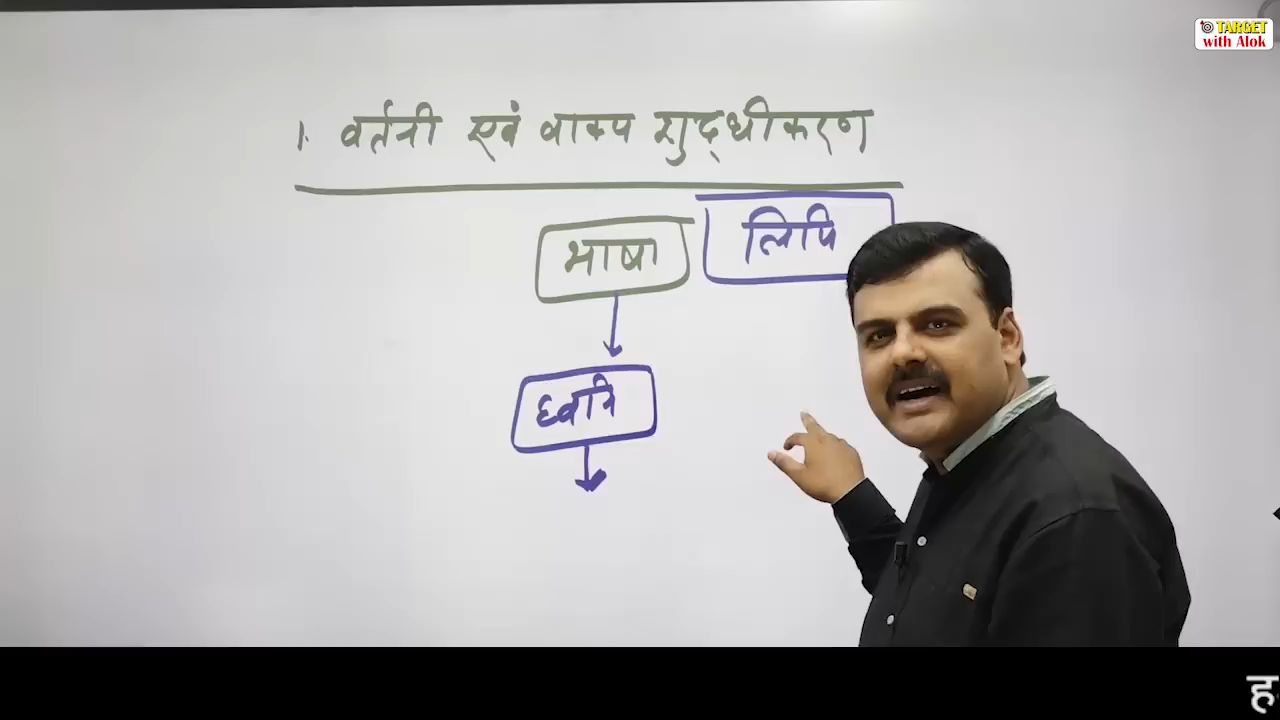 1. वर्तनी एवं वाक्य शुद्धीकरण
भाषा
लिपि
ध्वनि
TARGET
with Alok
ह